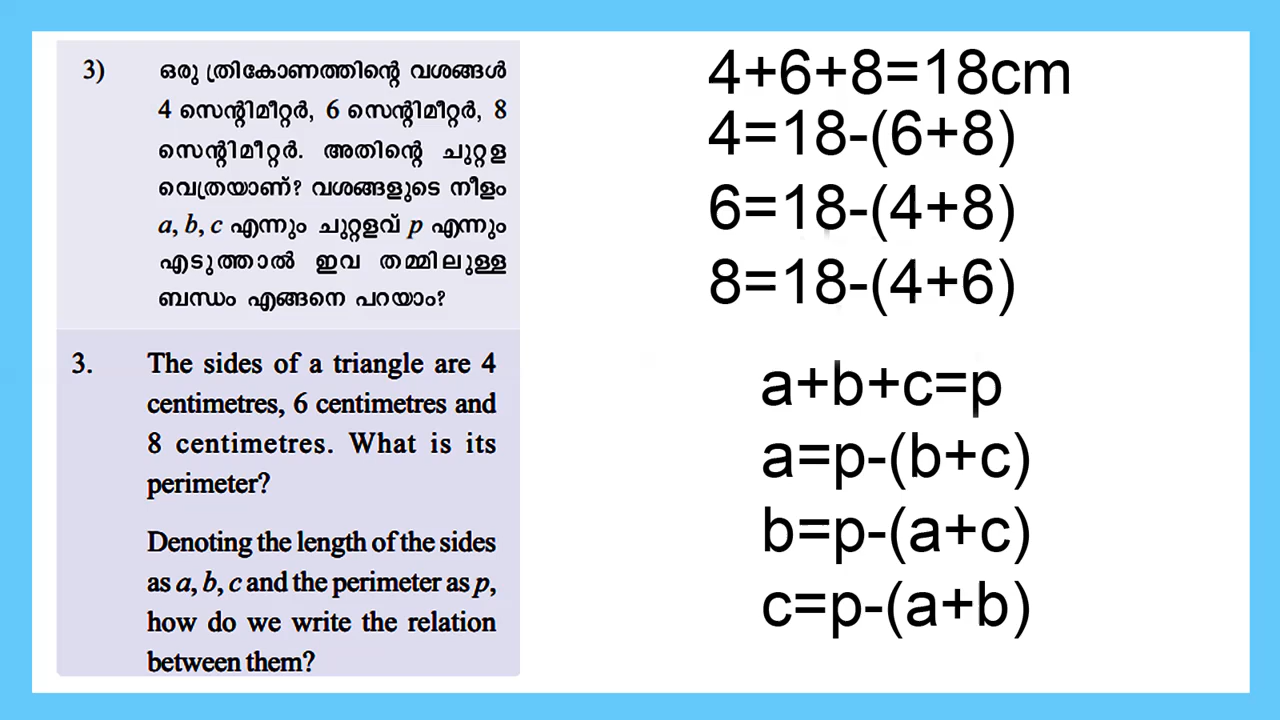 3) ഒരു ത്രികോണത്തിന്റെ വശങ്ങൾ
4 സെന്റിമീറ്റർ, 6 സെന്റിമീറ്റർ, 8
സെന്റിമീറ്റർ. അതിന്റെ ചുറ്റള
വെത്രയാണ്? വശങ്ങളുടെ നീളം
a, b, c എന്നും ചുറ്റളവ് p എന്നും
എടുത്താൽ ഇവ തമ്മിലുള്ള
ബന്ധം എങ്ങനെ പറയാം?
3. The sides of a triangle are 4
centimetres, 6 centimetres and
8 centimetres. What is its
perimeter?
Denoting the length of the sides
as a, b, c and the perimeter as p,
how do we write the relation
between them?
4+6+8=18cm
4=18-(6+8)
6=18-(4+8)
8=18-(4+6)
a+b+c=p
a=p-(b+c)
b=p-(a+c)
c=p-(a+b)